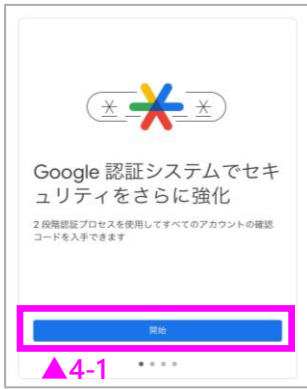 Google 認証システムでセキ
ュリティをさらに強化
2 段階認証プロセスを使用してすべてのアカウントの確認
コードを入手できます
開始
▲4-1